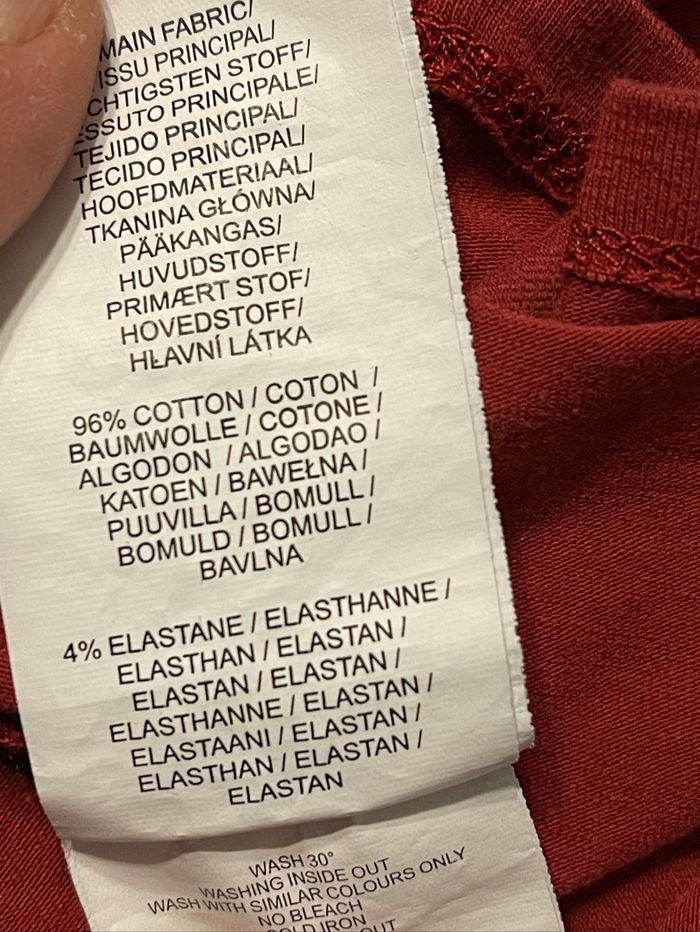 MAIN FABRIC/
ISSU PRINCIPAL/
CHTIGSTEN STOFF/
ESSUTO PRINCIPALE/
TEJIDO PRINCIPAL/
TECIDO PRINCIPAL/
HOOFDMATERIAAL/
TKANINA GŁÓWNA/
PÄÄKANGAS/
HUVUDSTOFF/
PRIMÆRT STOF/
HOVEDSTOFF/
HŁAVNÍ LÁTKA
96% COTTON / COTON /
BAUMWOLLE / COTONE /
ALGODON / ALGODAO /
KATOEN / BAWEŁNA /
PUUVILLA / BOMULL /
BOMULD / BOMULL /
BAVLNA
4% ELASTANE / ELASTHANNE /
ELASTHAN / ELASTAN /
ELASTAN / ELASTAN /
ELASTHANNE / ELASTAN /
ELASTAANI / ELASTAN /
ELASTHAN / ELASTAN /
ELASTAN
WASH 30°
WASHING INSIDE OUT
WASH WITH SIMILAR COLOURS ONLY
NO BLEACH
IRON
OUT